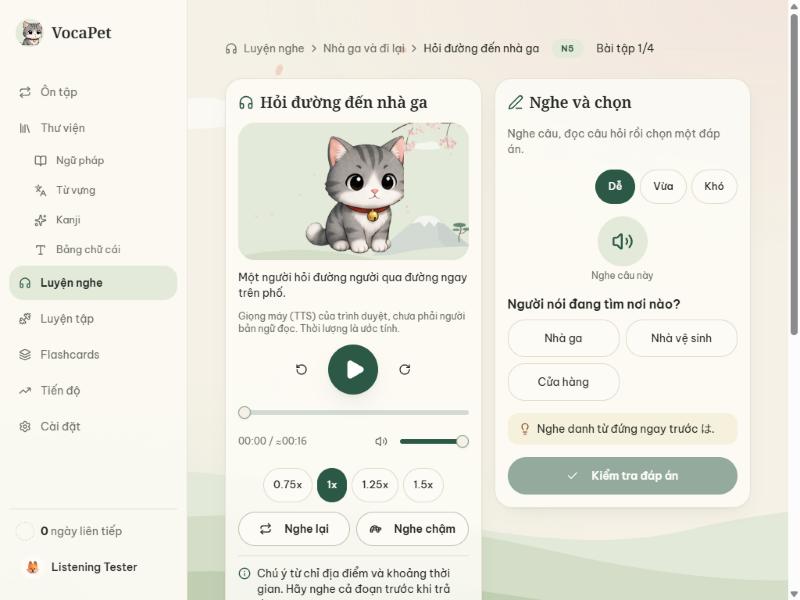 VocaPet
Ôn tập
Thư viện
Ngữ pháp
Từ vựng
Kanji
Bảng chữ cái
Luyện nghe
Luyện tập
Flashcards
Tiến độ
Cài đặt
0 ngày liên tiếp
Listening Tester
Luyện nghe > Nhà ga và đi lại > Hỏi đường đến nhà ga N5 Bài tập 1/4
Hỏi đường đến nhà ga
Một người hỏi đường người qua đường ngay
trên phố.
Giọng máy (TTS) của trình duyệt, chưa phải người
bản ngữ đọc. Thời lượng là ước tính.
00:00 / ≈00:16
0.75x 1x 1.25x 1.5x
Nghe lại Nghe chậm
Chú ý từ chỉ địa điểm và khoảng thời
gian. Hãy nghe cả đoạn trước khi trả
Nghe và chọn
Nghe câu, đọc câu hỏi rồi chọn một đáp
án.
Dễ Vừa Khó
Nghe câu này
Người nói đang tìm nơi nào?
Nhà ga Nhà vệ sinh
Cửa hàng
Nghe danh từ đứng ngay trước は.
Kiểm tra đáp án